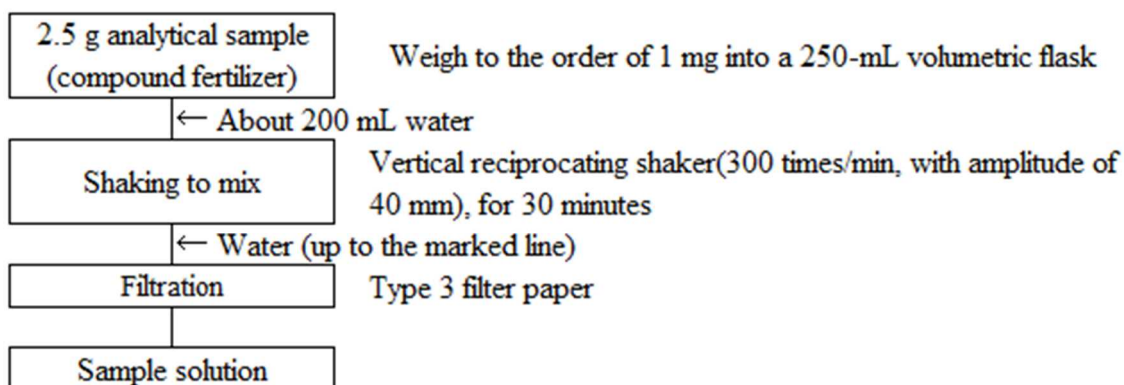 2.5 g analytical sample
(compound fertilizer)
Weigh to the order of 1 mg into a 250-mL volumetric flask
← About 200 mL water
Shaking to mix
Vertical reciprocating shaker(300 times/min, with amplitude of
40 mm), for 30 minutes
← Water (up to the marked line)
Filtration
Type 3 filter paper
Sample solution